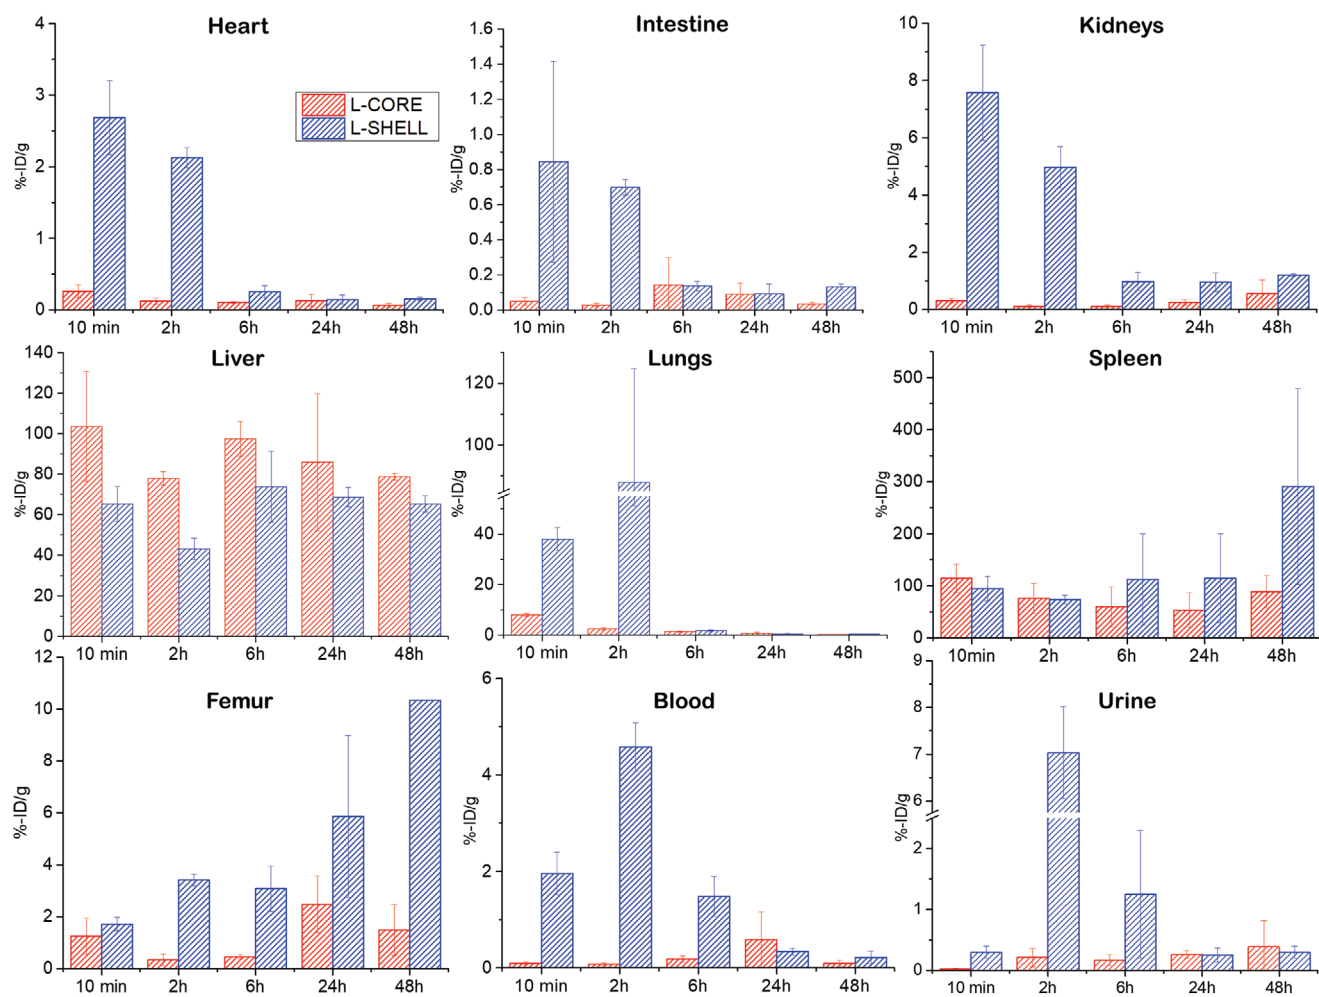 Heart
4
3
2
1
0
%-ID/g
L-CORE
L-SHELL
10 min 2h 6h 24h 48h
Intestine
1.6
1.4
1.2
1.0
0.8
0.6
0.4
0.2
0.0
%-ID/g
10 min 2h 6h 24h 48h
Kidneys
10
8
6
4
2
0
%-ID/g
10 min 2h 6h 24h 48h
Liver
140
120
100
80
60
40
20
0
%-ID/g
10 min 2h 6h 24h 48h
Lungs
120
100
40
20
0
%-ID/g
10 min 2h 6h 24h 48h
Spleen
500
400
300
200
100
0
%-ID/g
10min 2h 6h 24h 48h
Femur
12
10
8
6
4
2
0
%-ID/g
10 min 2h 6h 24h 48h
Blood
6
4
2
0
%-ID/g
10 min 2h 6h 24h 48h
Urine
9
8
7
6
2
1
0
%-ID/g
10 min 2h 6h 24h 48h